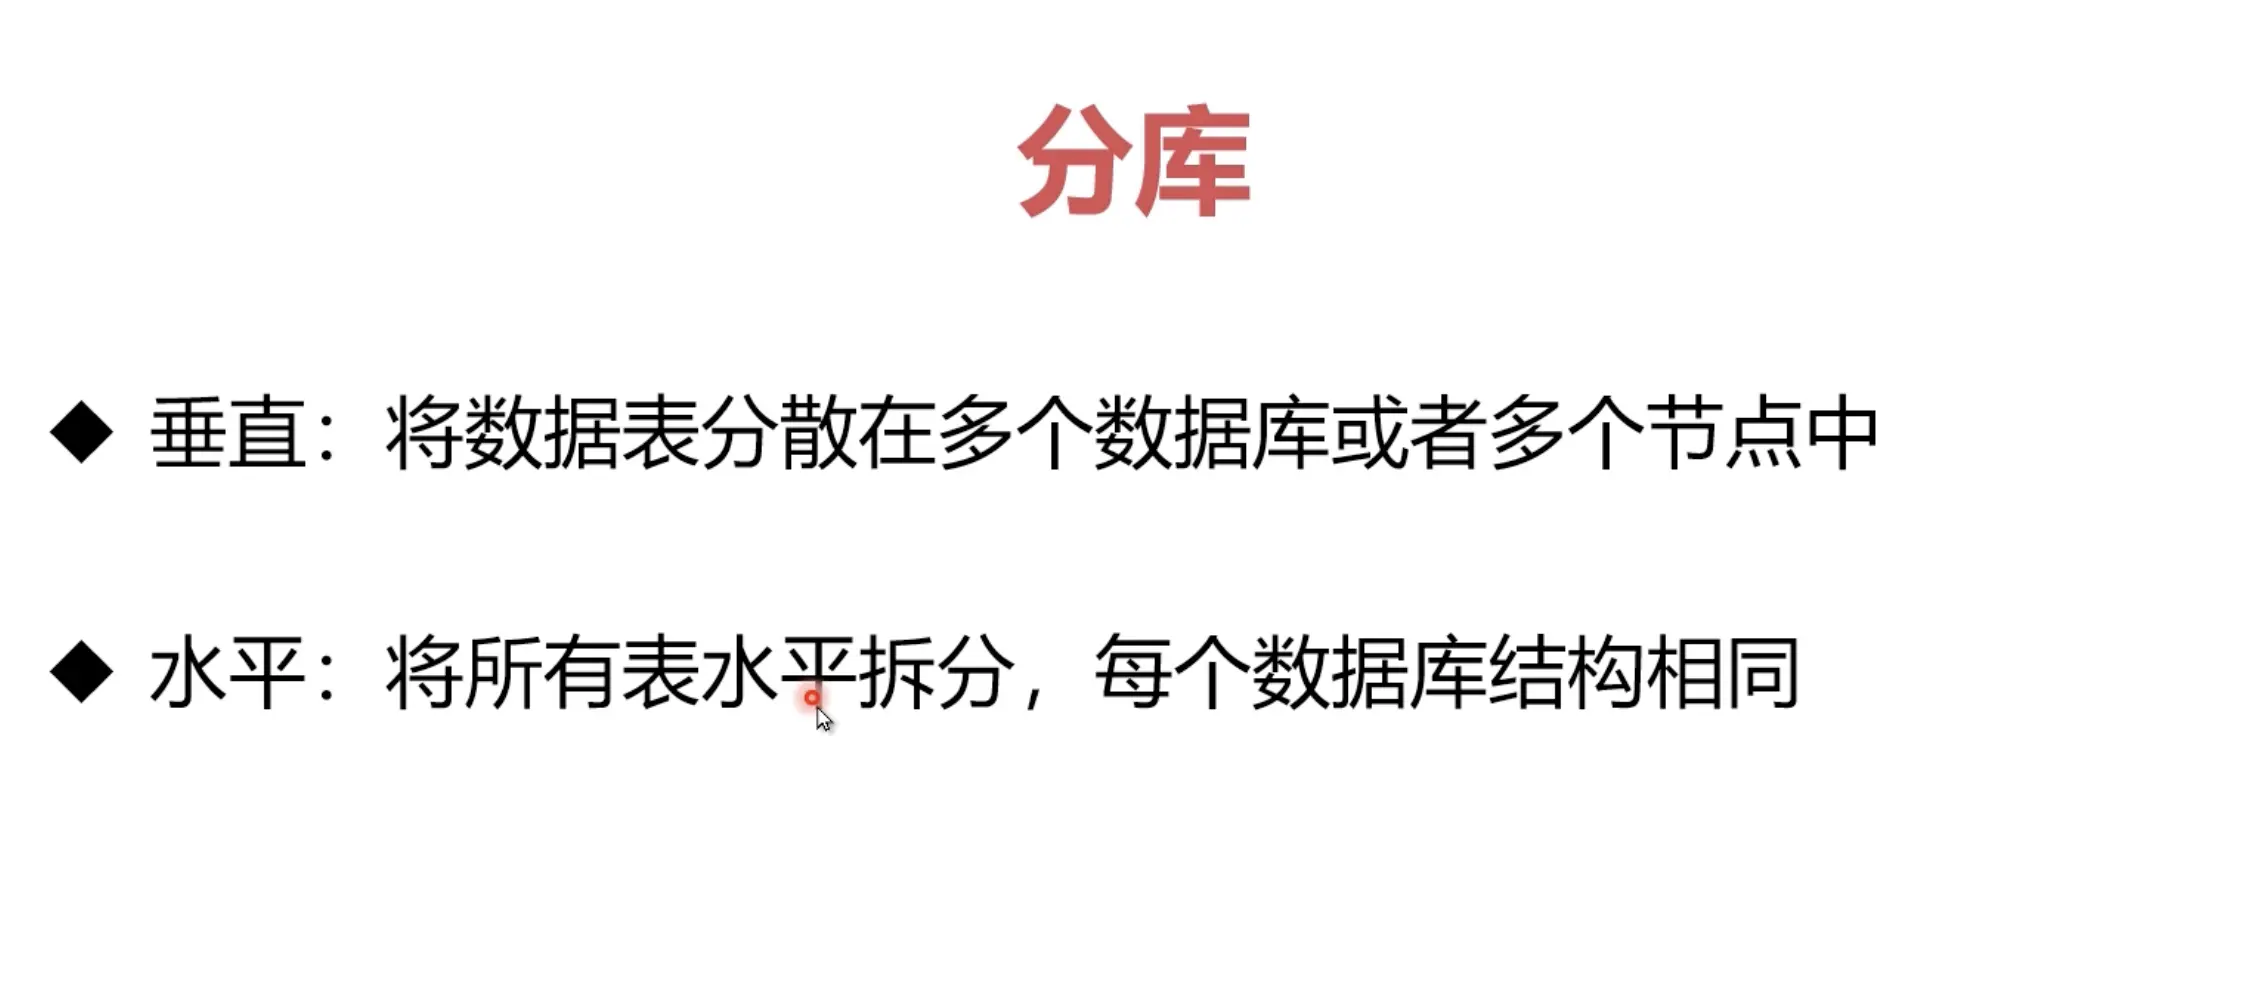 分库
◆ 垂直：将数据表分散在多个数据库或者多个节点中
◆ 水平：将所有表水平拆分，每个数据库结构相同